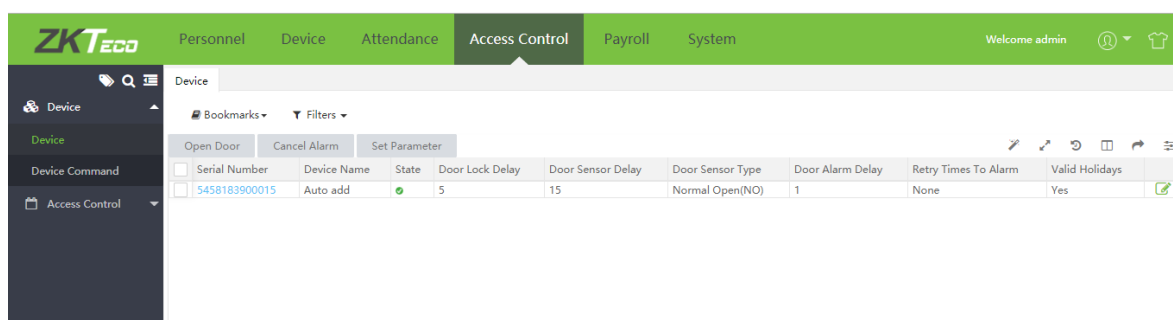 ZKTECO Personnel Device Attendance Access Control Payroll System Welcome admin
Device
Device
Bookmarks Filters
Device
Open Door Cancel Alarm Set Parameter
Device Command
Serial Number Device Name State Door Lock Delay Door Sensor Delay Door Sensor Type Door Alarm Delay Retry Times To Alarm Valid Holidays
5458183900015 Auto add 5 15 Normal Open(NO) 1 None Yes
Access Control